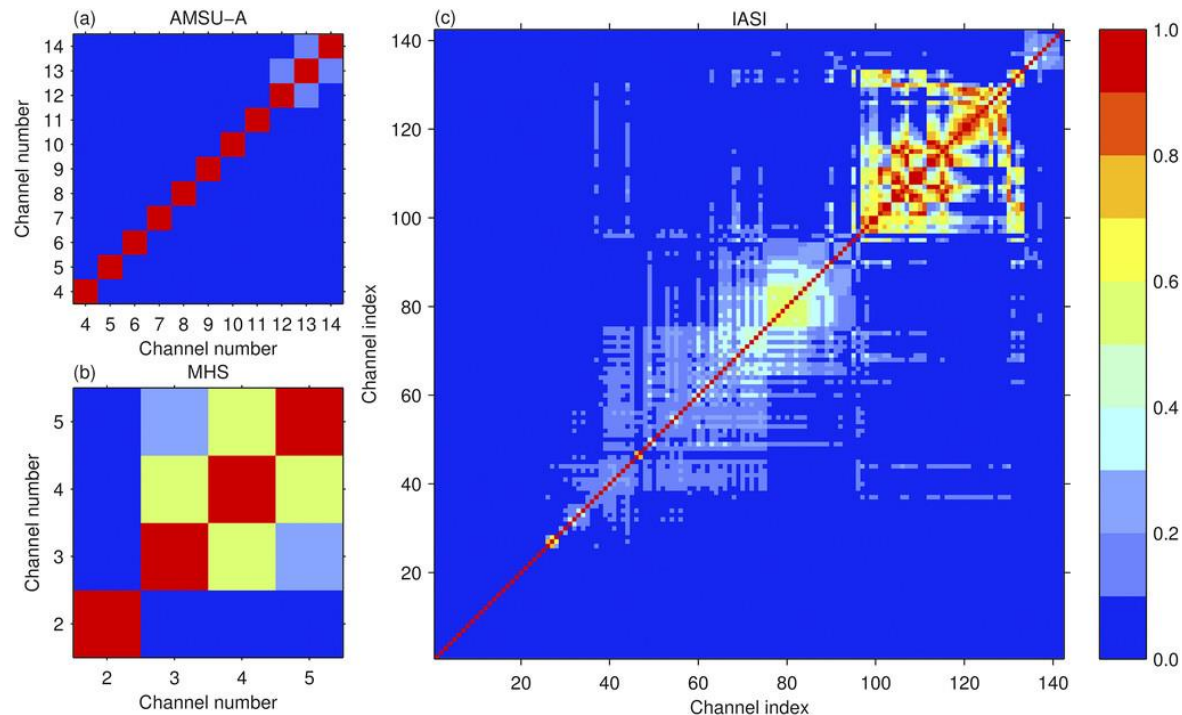 (a) AMSU-A
14
13
12
11
10
9
8
7
6
5
4
Channel number
4 5 6 7 8 9 10 11 12 13 14
Channel number
(b) MHS
5
4
3
2
Channel number
2 3 4 5
Channel number
(c) IASI
140
120
100
80
60
40
20
Channel index
20 40 60 80 100 120 140
Channel index
1.0
0.8
0.6
0.4
0.2
0.0